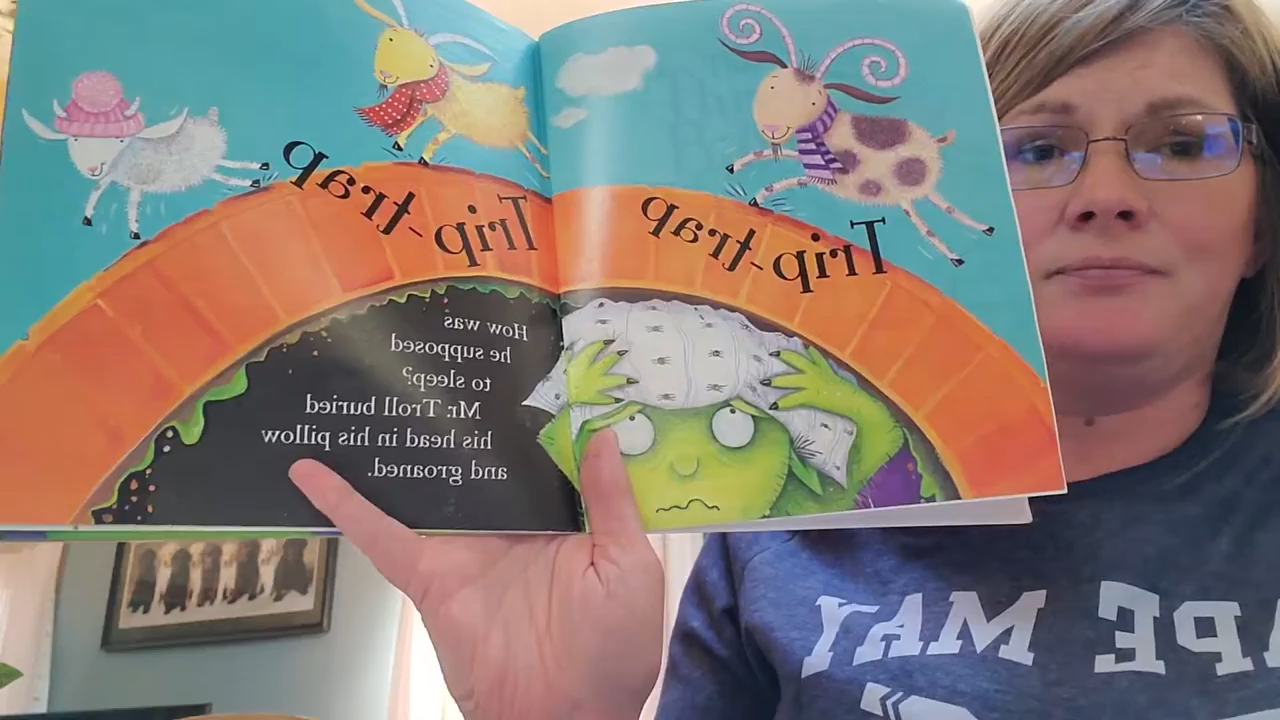 Trip-trap
Trip-trap
How was
he supposed
to sleep?
Mr. Troll buried
his head in his pillow
and groaned.
APE MAY